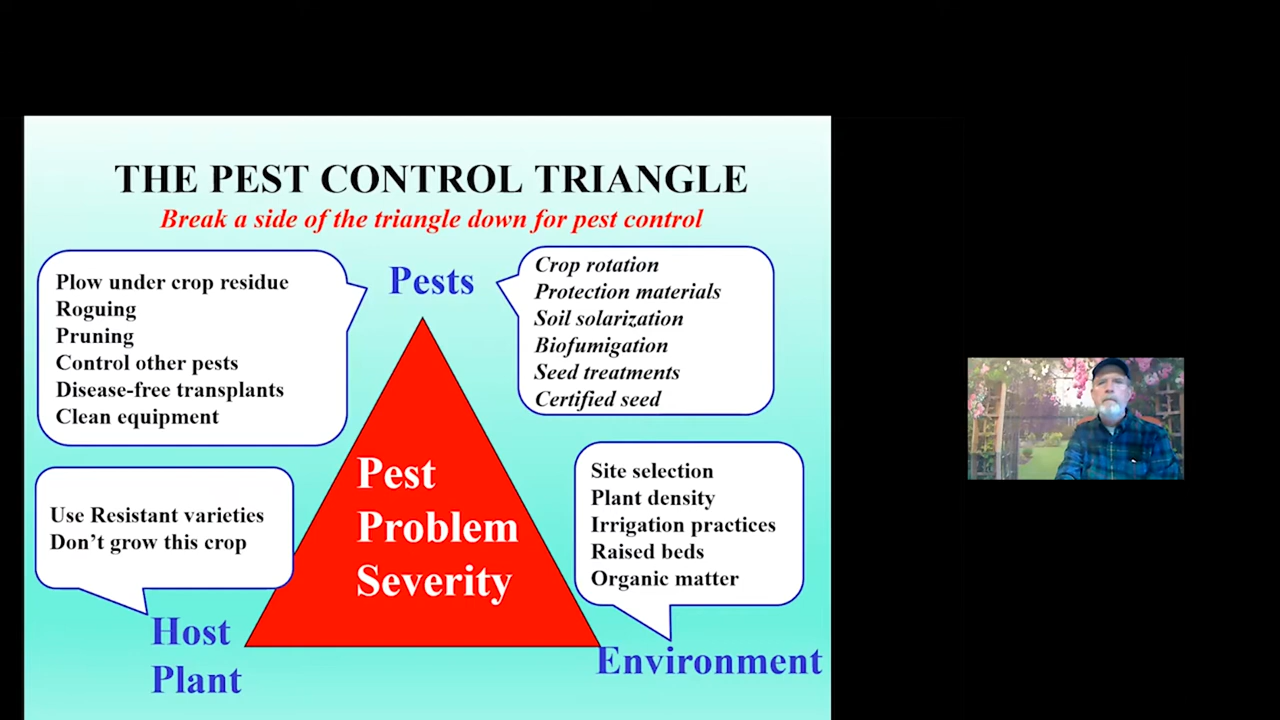 THE PEST CONTROL TRIANGLE
Break a side of the triangle down for pest control
Plow under crop residue
Roguing
Pruning
Control other pests
Disease-free transplants
Clean equipment
Pests
Crop rotation
Protection materials
Soil solarization
Biofumigation
Seed treatments
Certified seed
Use Resistant varieties
Don't grow this crop
Pest
Problem
Severity
Site selection
Plant density
Irrigation practices
Raised beds
Organic matter
Host
Plant
Environment